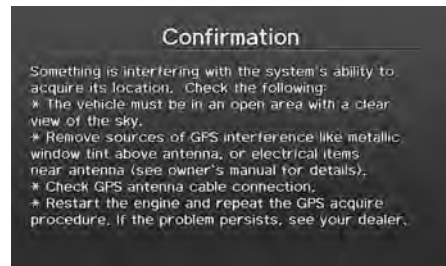 Confirmation
Something is interfering with the system's ability to
acquire its location. Check the following:
* The vehicle must be in an open area with a clear
view of the sky.
* Remove sources of GPS interference like metallic
window tint above antenna, or electrical items
near antenna (see owner's manual for details).
* Check GPS antenna cable connection.
* Restart the engine and repeat the GPS acquire
procedure. If the problem persists, see your dealer.